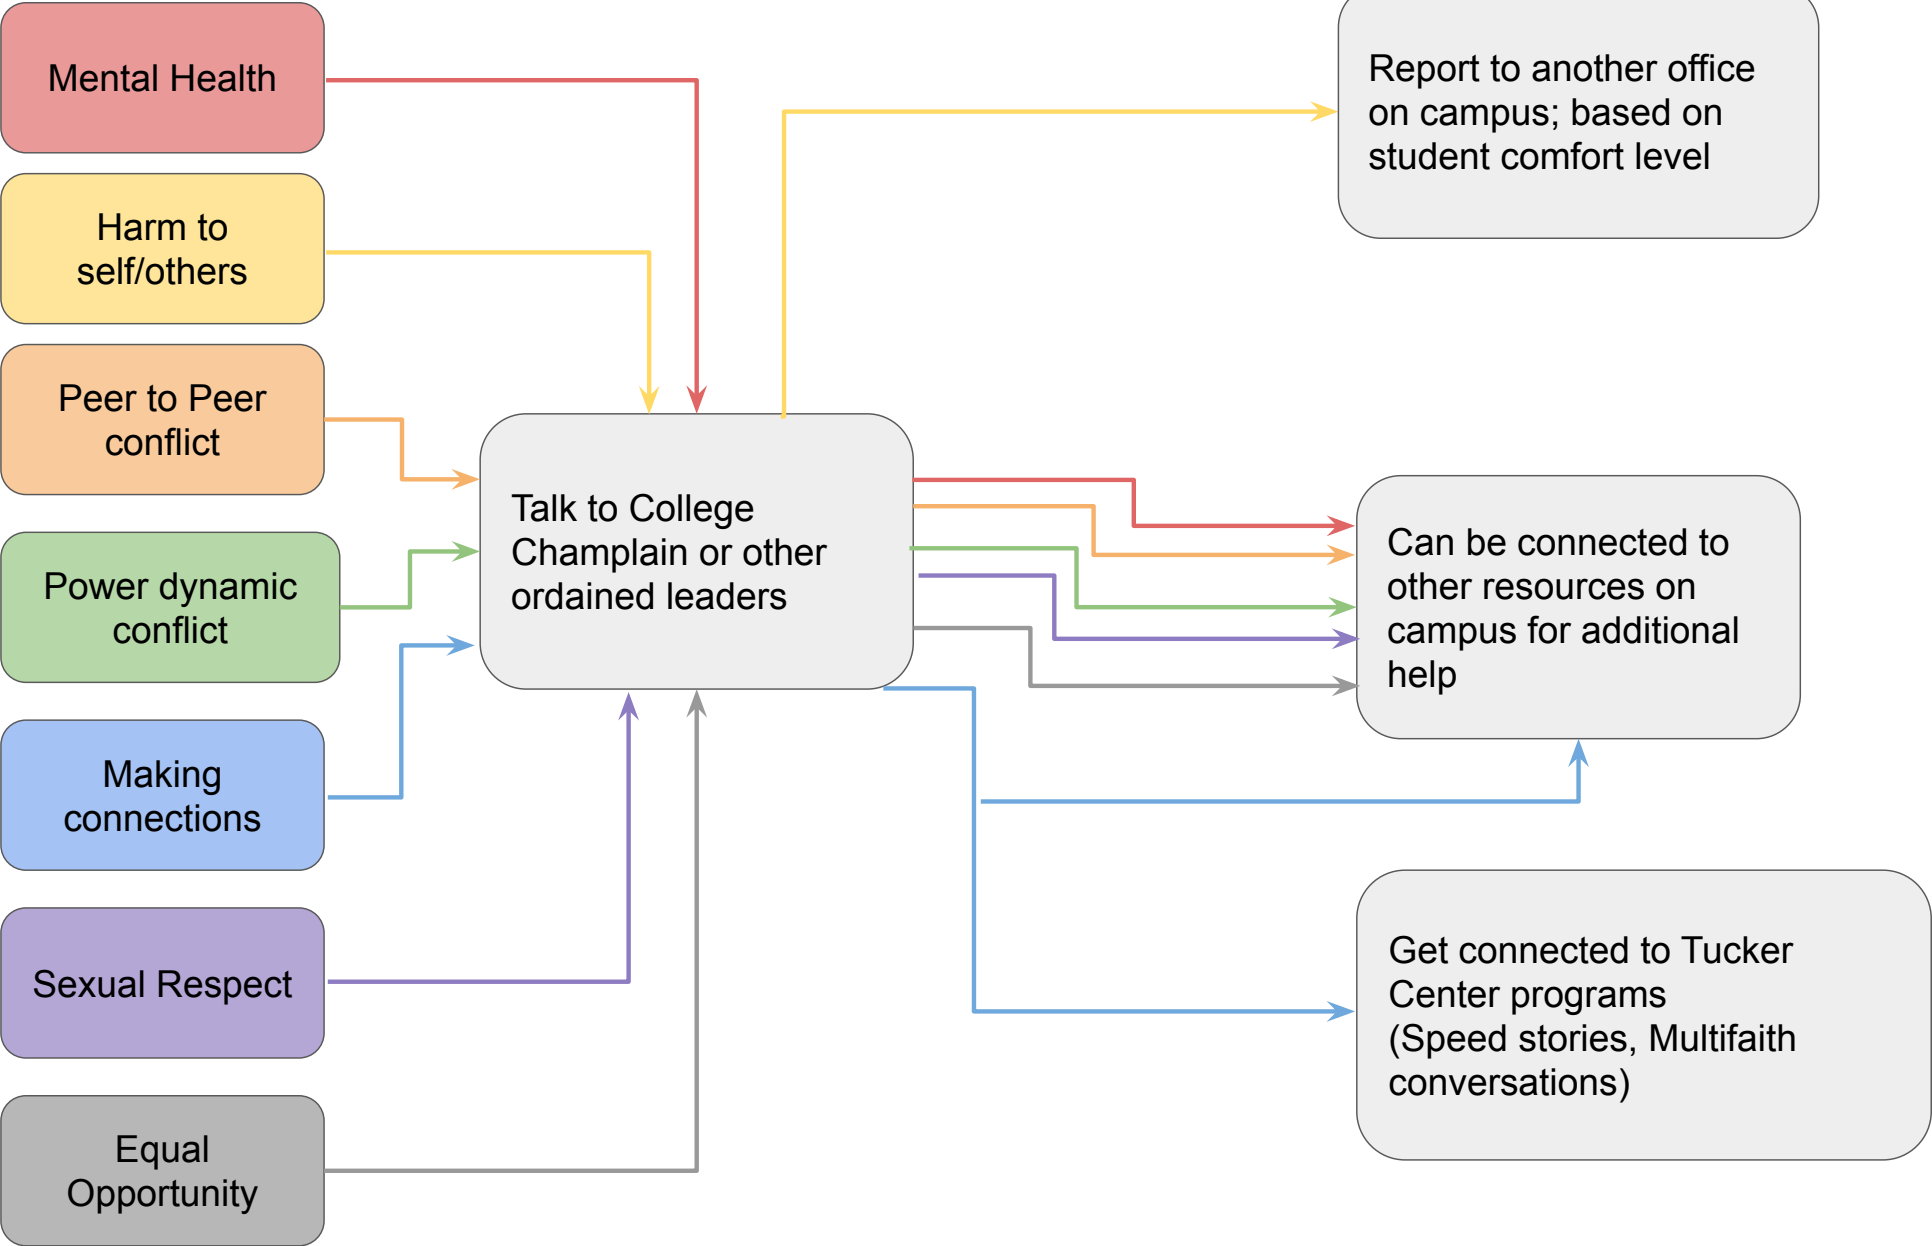 Mental Health
Harm to
self/others
Peer to Peer
conflict
Power dynamic
conflict
Making
connections
Sexual Respect
Equal
Opportunity
Talk to College
Champlain or other
ordained leaders
Report to another office
on campus; based on
student comfort level
Can be connected to
other resources on
campus for additional
help
Get connected to Tucker
Center programs
(Speed stories, Multifaith
conversations)